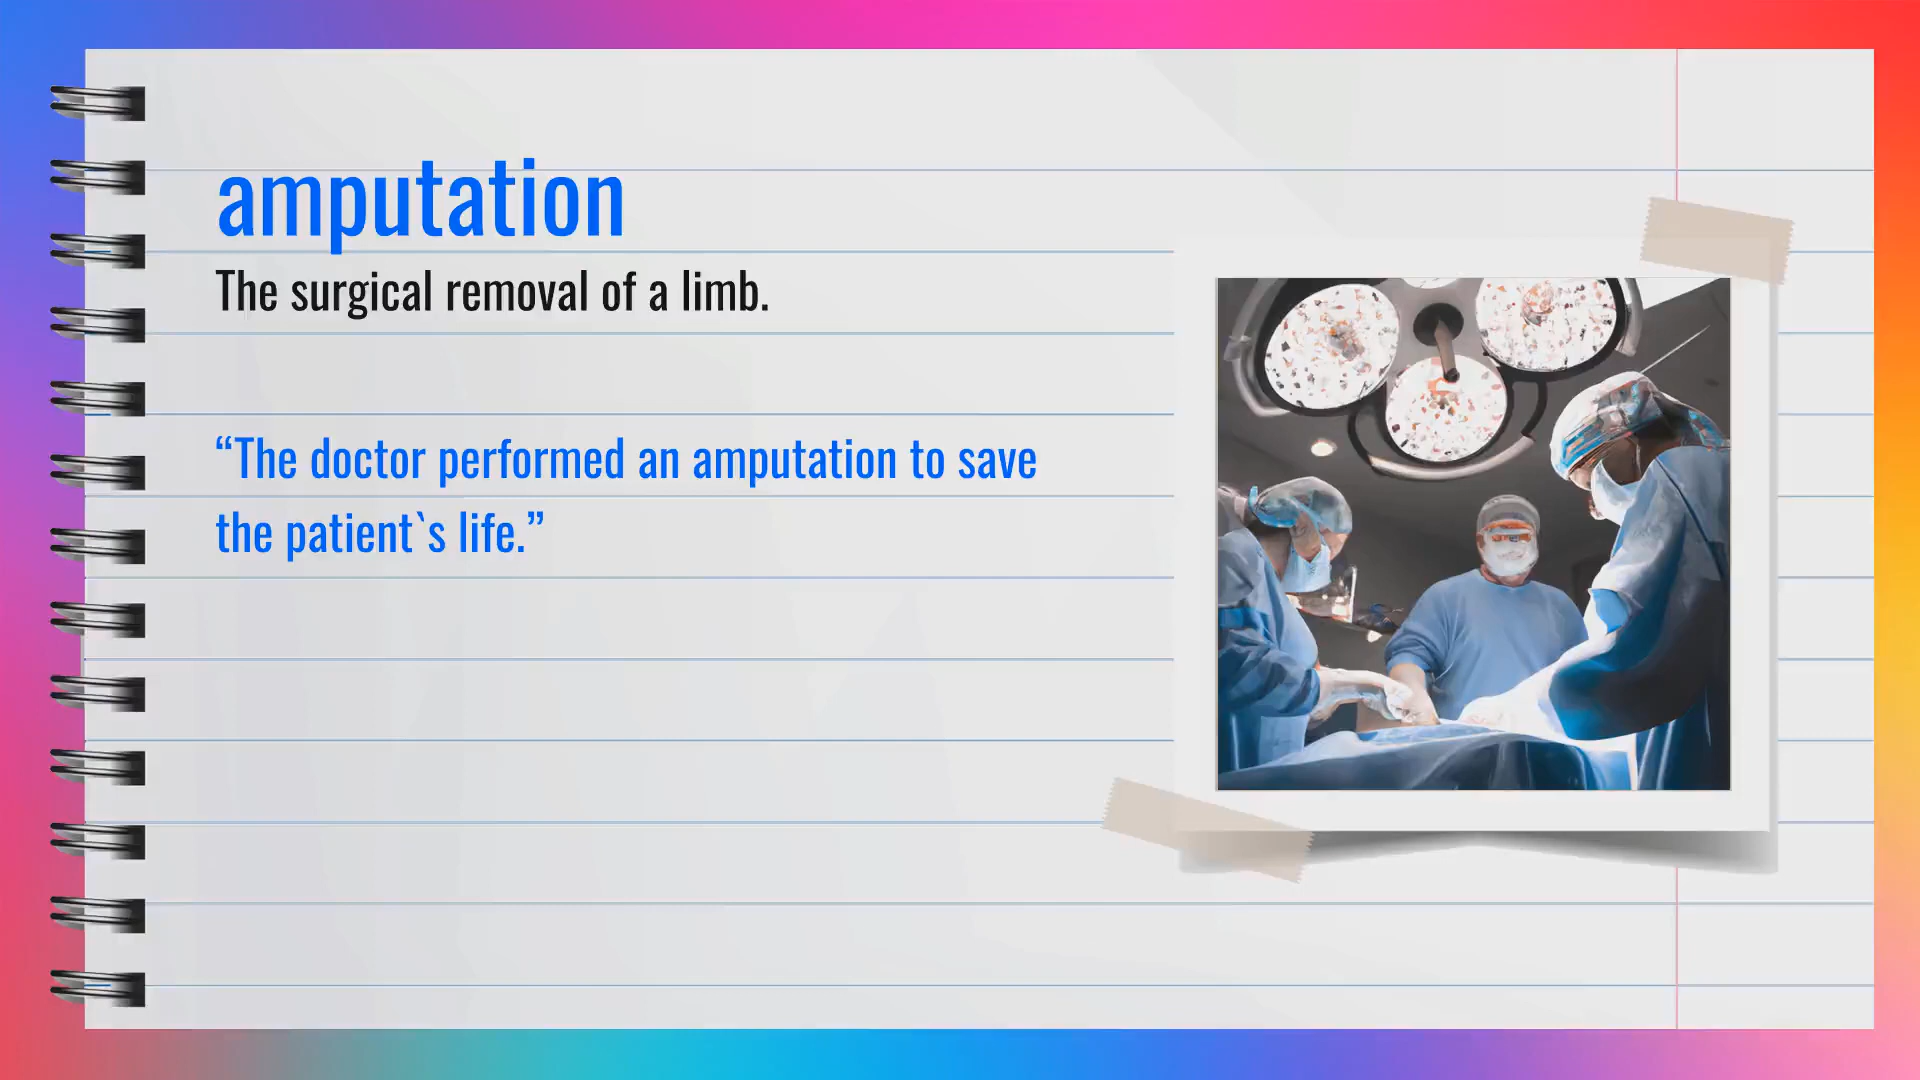 amputation
The surgical removal of a limb.
“The doctor performed an amputation to save
the patient`s life.”